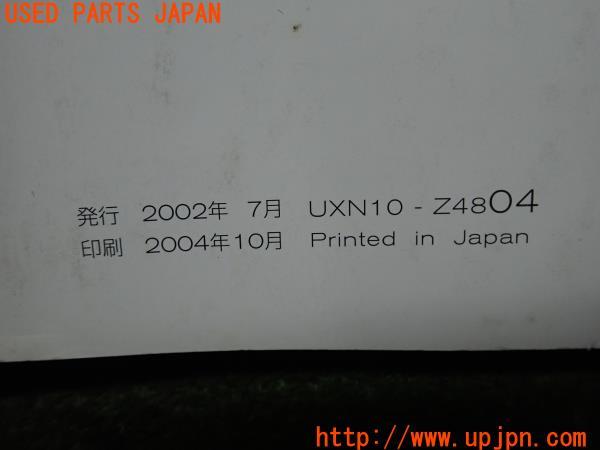 USED PARTS JAPAN
発行 2002年 7月 UXN10 - Z4804
印刷 2004年10月 Printed in Japan
http://www.upjpn.com